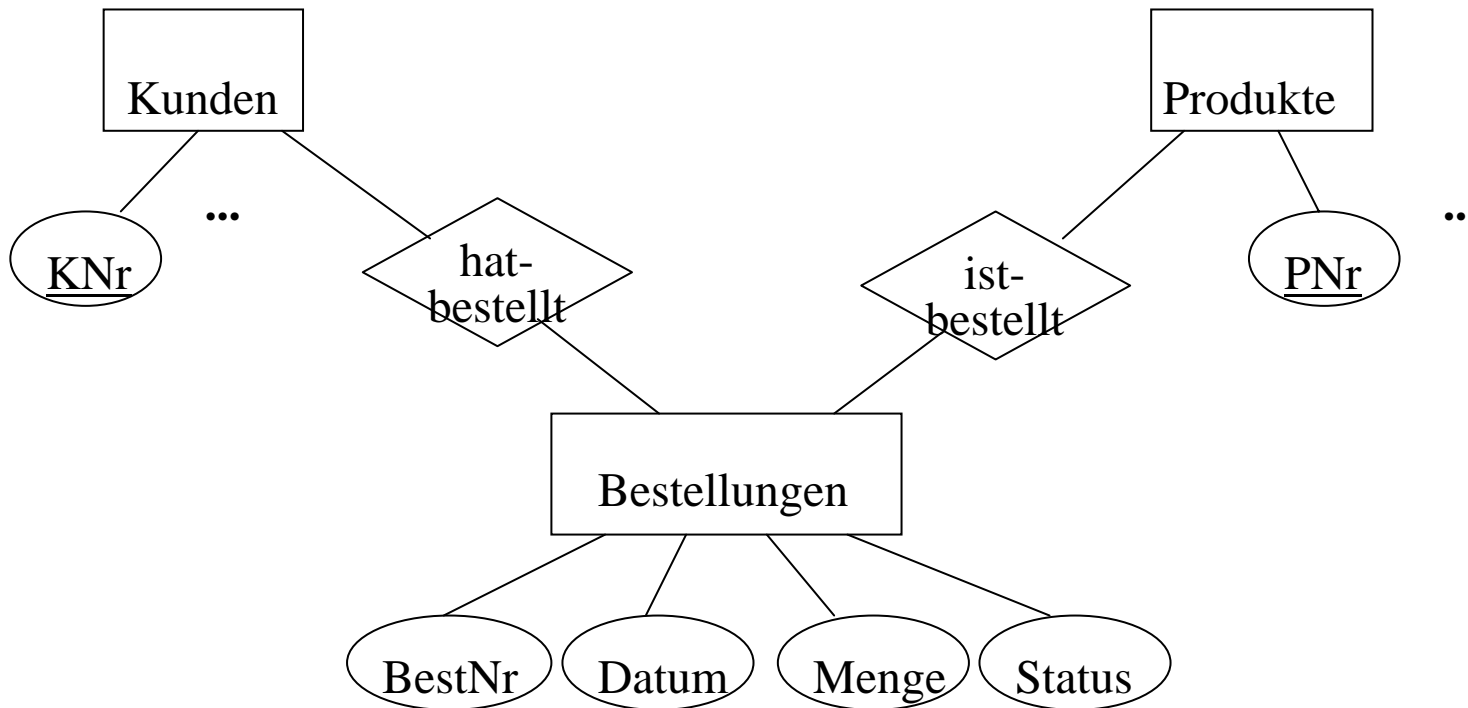 Kunden
Produkte
KNr
...
hat-
bestellt
ist-
bestellt
PNr
..
Bestellungen
BestNr
Datum
Menge
Status